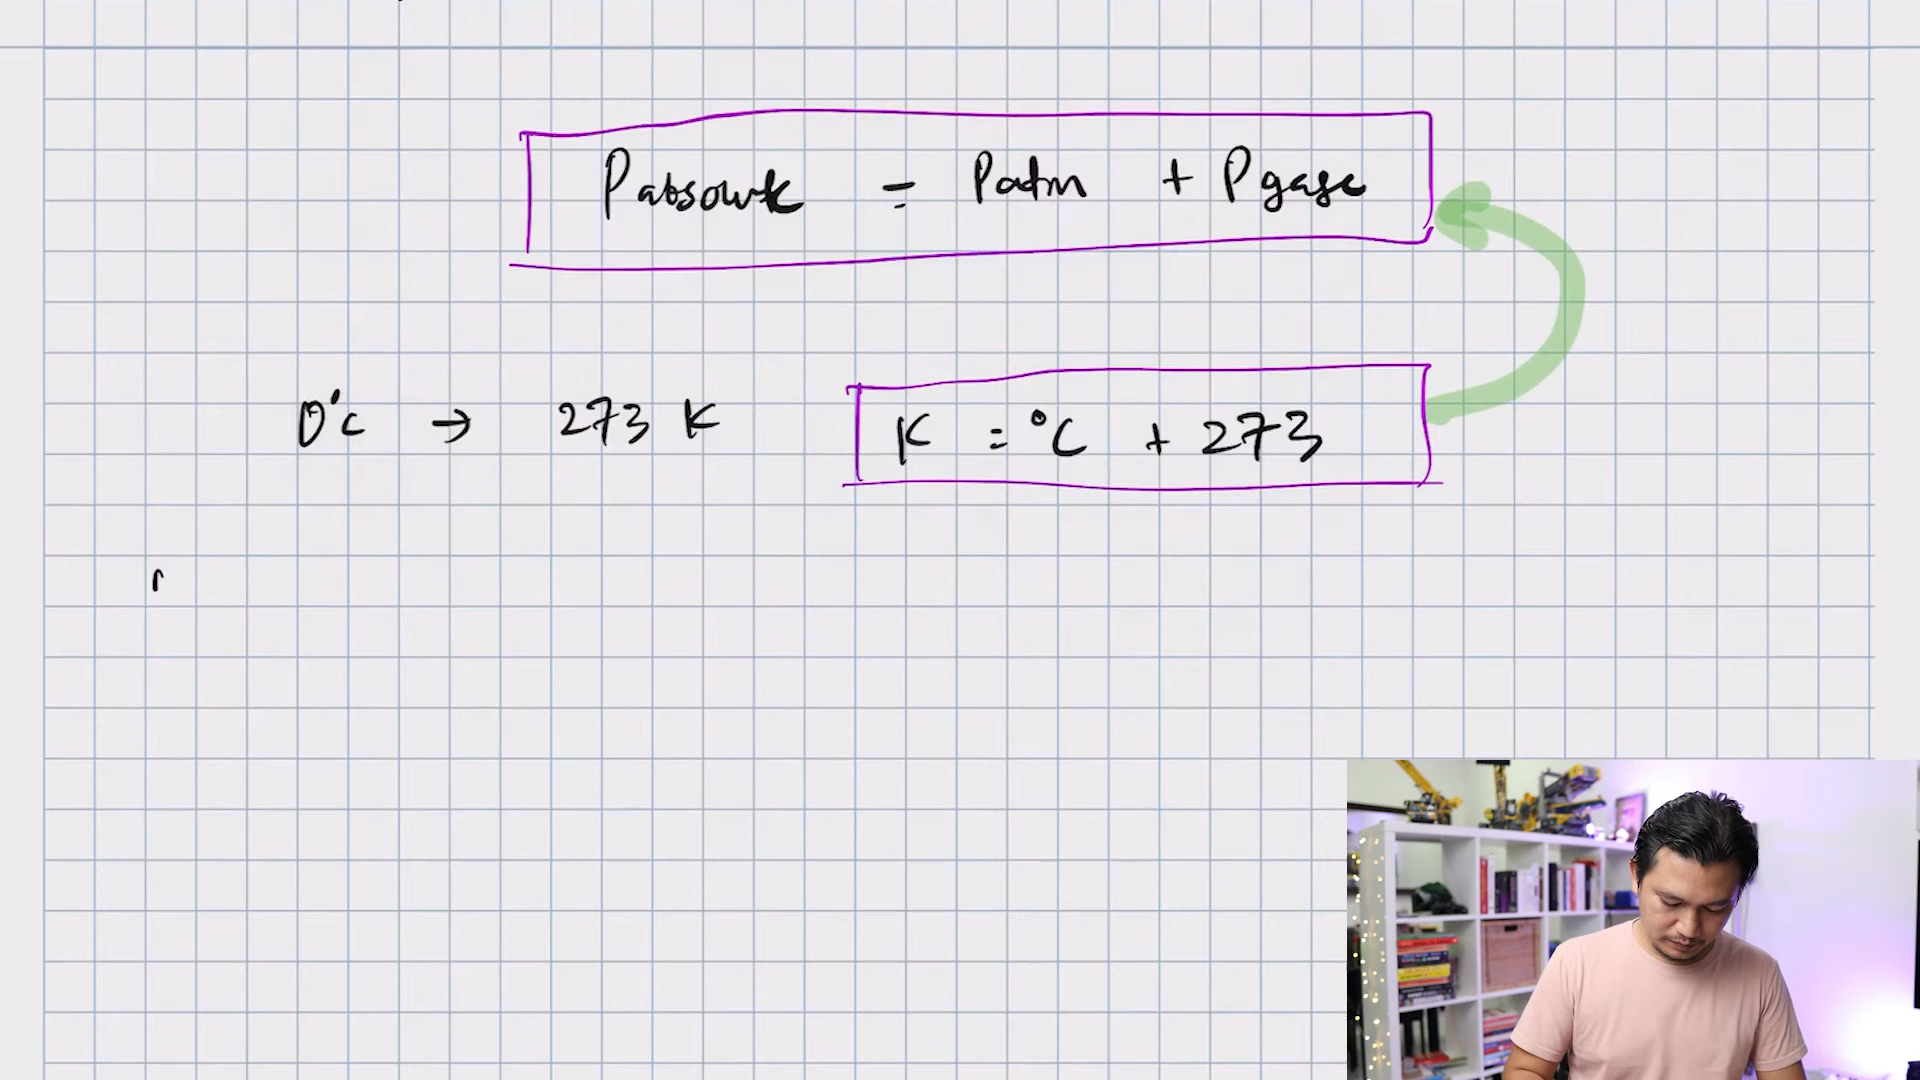 Pabsolute = Patm + Pgage
0°C → 273 K
K = °C + 273